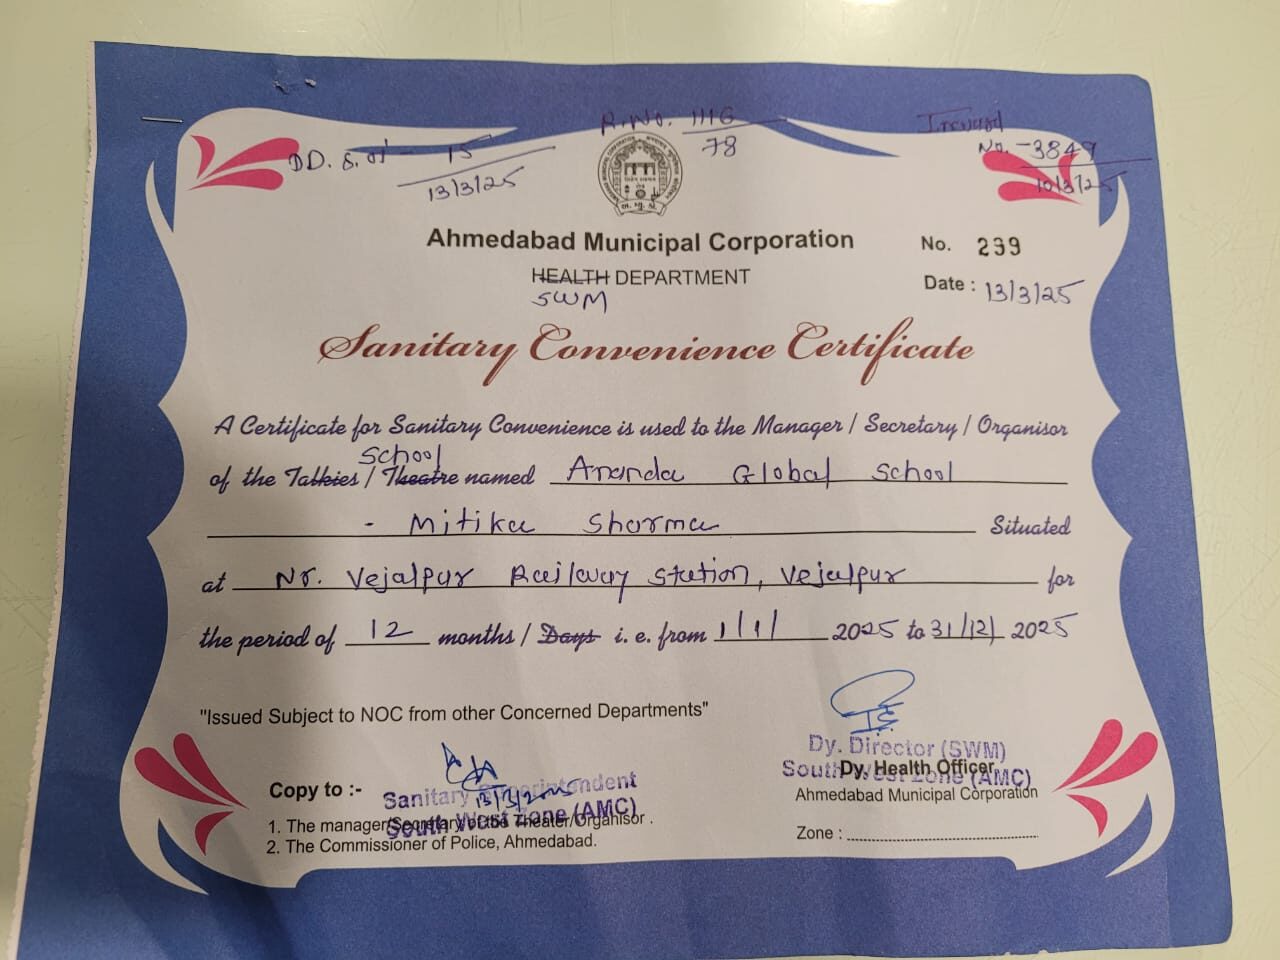 DD. S. નં - 15
13/3/25
R.No. 1116
78
Inward
No. - 3849
10/3/25
Ahmedabad Municipal Corporation
No. 239
HEALTH DEPARTMENT
SWM
Date : 13/3/25
Sanitary Convenience Certificate
A Certificate for Sanitary Convenience is used to the Manager / Secretary / Organisor
School
of the Talkies / Theatre named Ananda Global School
- Mitika Sharma Situated
at Nr. Vejalpur Railway Station, Vejalpur for
the period of 12 months / Days i. e. from 1/1/ 2025 to 31/12/ 2025
"Issued Subject to NOC from other Concerned Departments"
Dy. Director (SWM)
South West Zone (AMC)
Dy. Health Officer
Ahmedabad Municipal Corporation
Zone :
Copy to :-
Sanitary Superintendent
13/3/2025
South West Zone (AMC)
1. The manager/Secretary of the Theater/Organisor .
2. The Commissioner of Police, Ahmedabad.